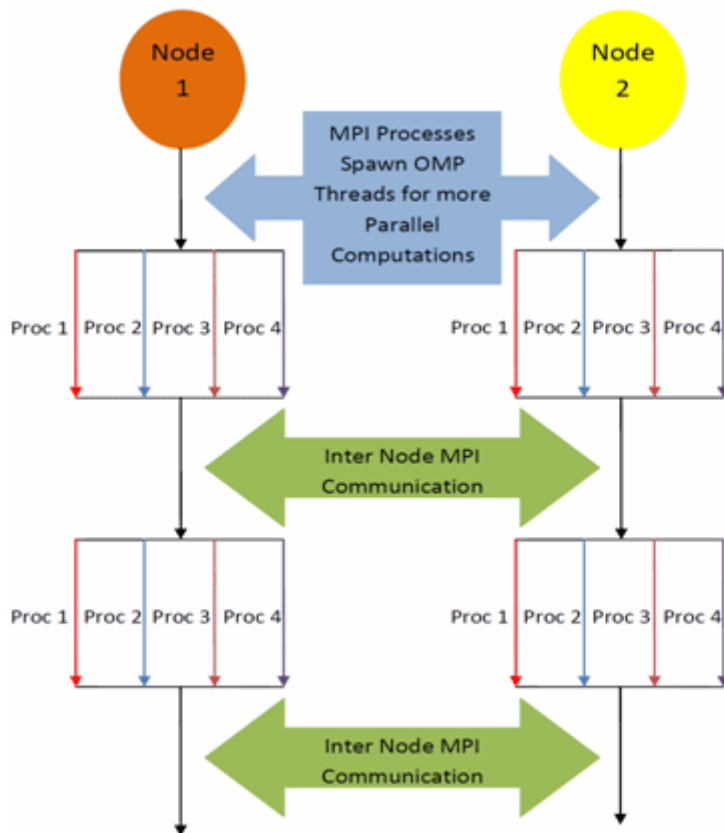 Node
1
Node
2
MPI Processes
Spawn OMP
Threads for more
Parallel
Computations
Proc 1 Proc 2 Proc 3 Proc 4
Proc 1 Proc 2 Proc 3 Proc 4
Inter Node MPI
Communication
Proc 1 Proc 2 Proc 3 Proc 4
Proc 1 Proc 2 Proc 3 Proc 4
Inter Node MPI
Communication